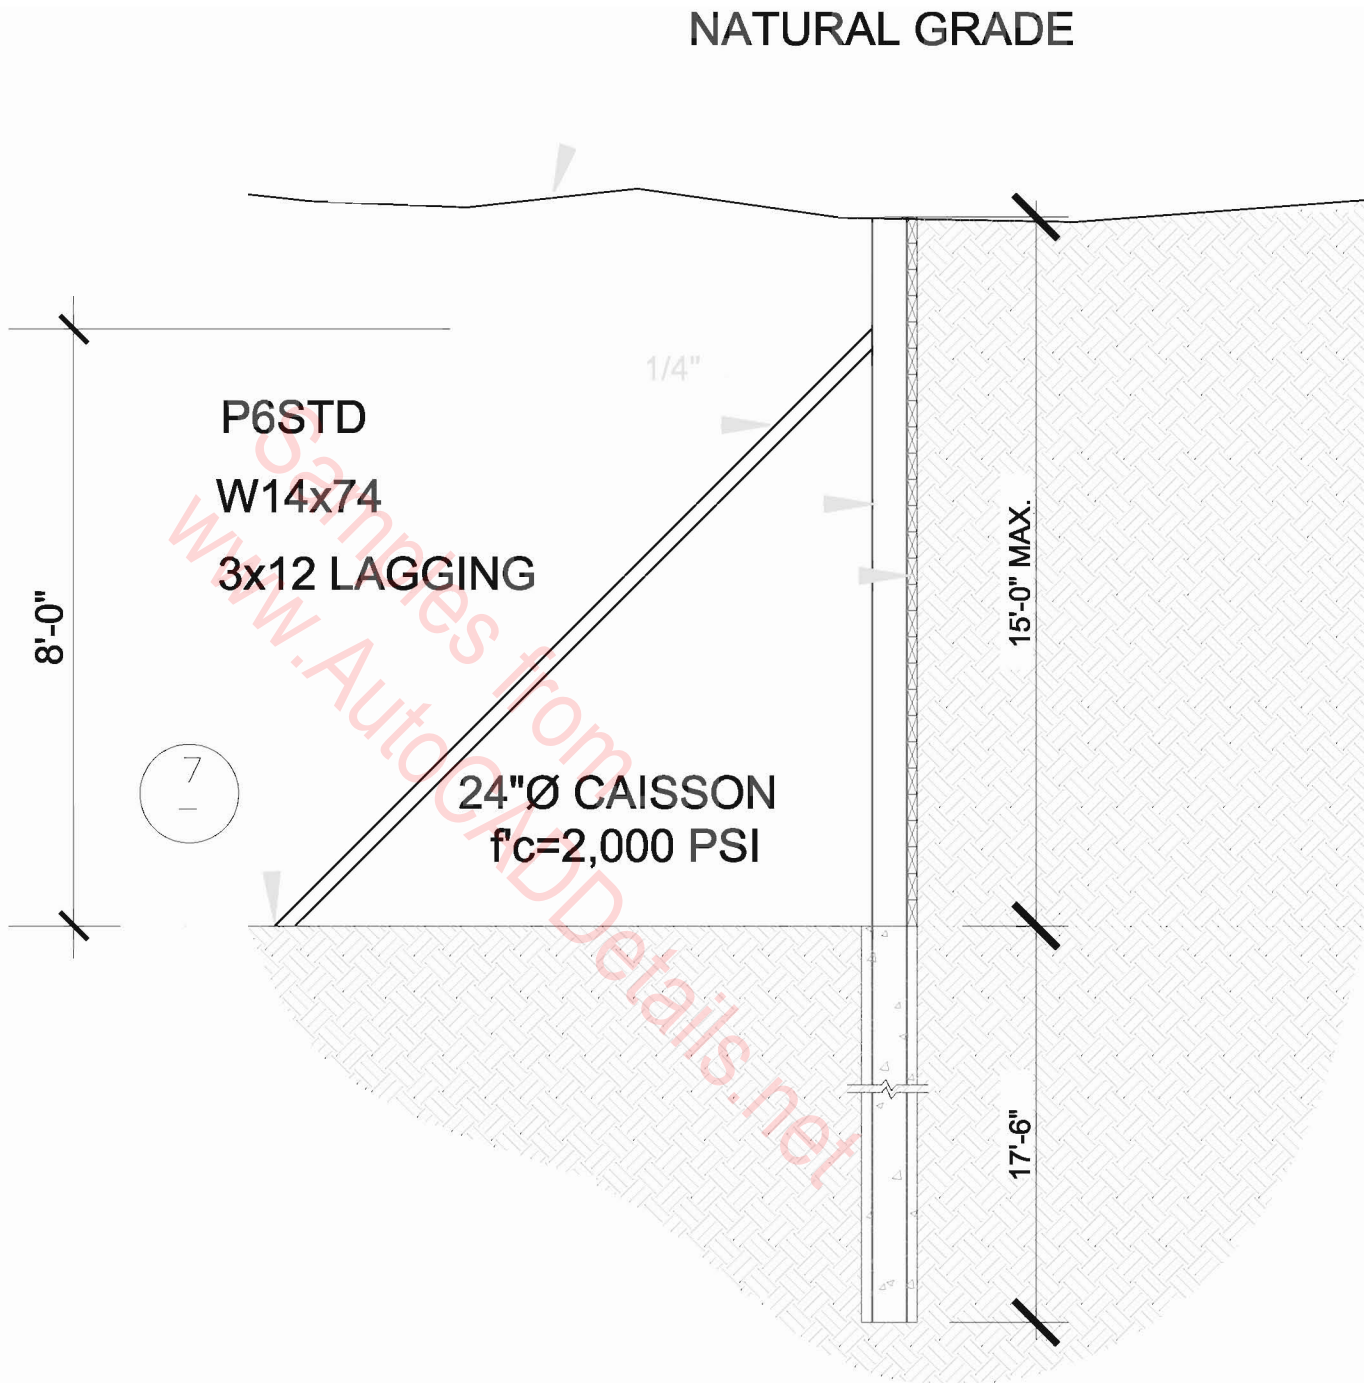 NATURAL GRADE
1/4"
P6STD
W14x74
3x12 LAGGING
8'-0"
15'-0" MAX.
7
24"Ø CAISSON
f'c=2,000 PSI
17'-6"
Samples from
www.AutoCADDetails.net